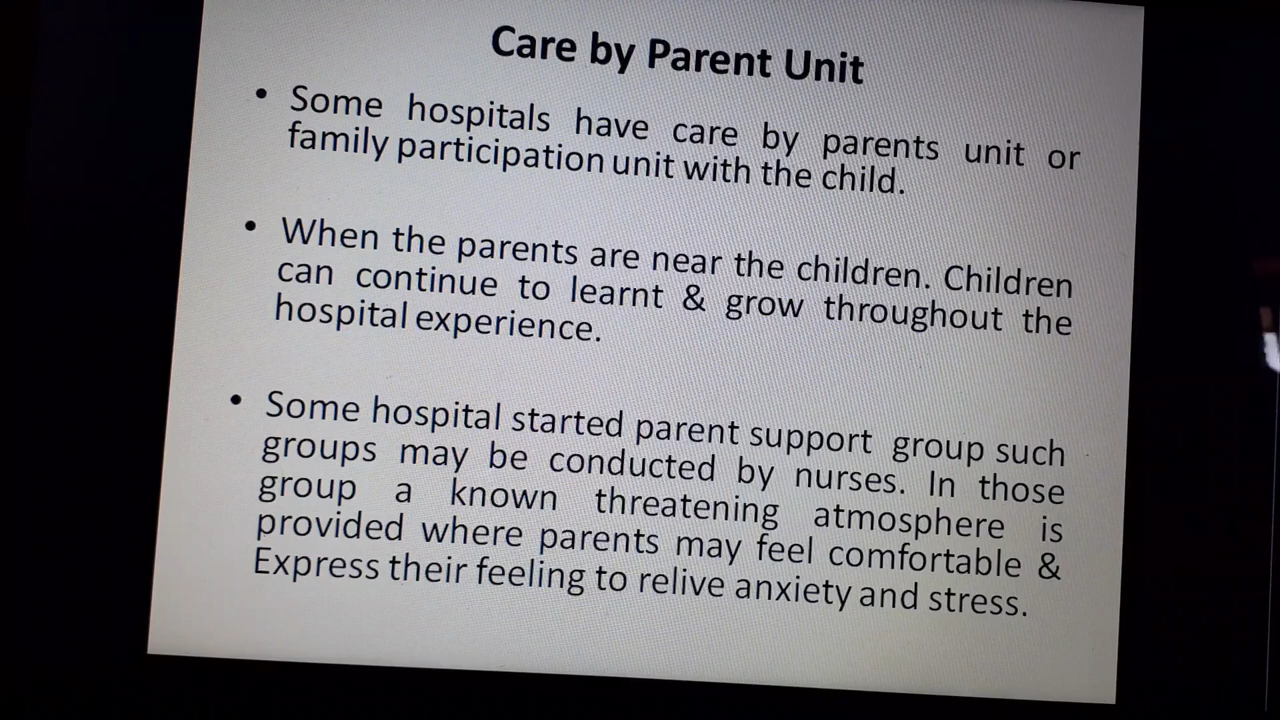 Care by Parent Unit
• Some hospitals have care by parents unit or
family participation unit with the child.
• When the parents are near the children. Children
can continue to learnt & grow throughout the
hospital experience.
• Some hospital started parent support group such
groups may be conducted by nurses. In those
group a known threatening atmosphere is
provided where parents may feel comfortable &
Express their feeling to relive anxiety and stress.